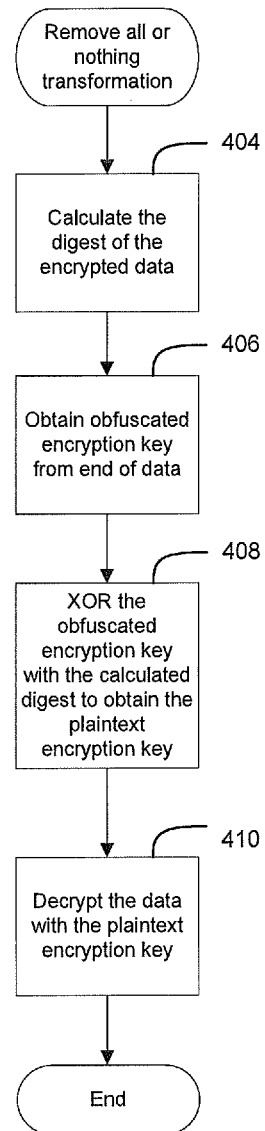 Remove all or
nothing
transformation
404
Calculate the
digest of the
encrypted data
406
Obtain obfuscated
encryption key
from end of data
408
XOR the
obfuscated
encryption key
with the calculated
digest to obtain the
plaintext
encryption key
410
Decrypt the data
with the plaintext
encryption key
End